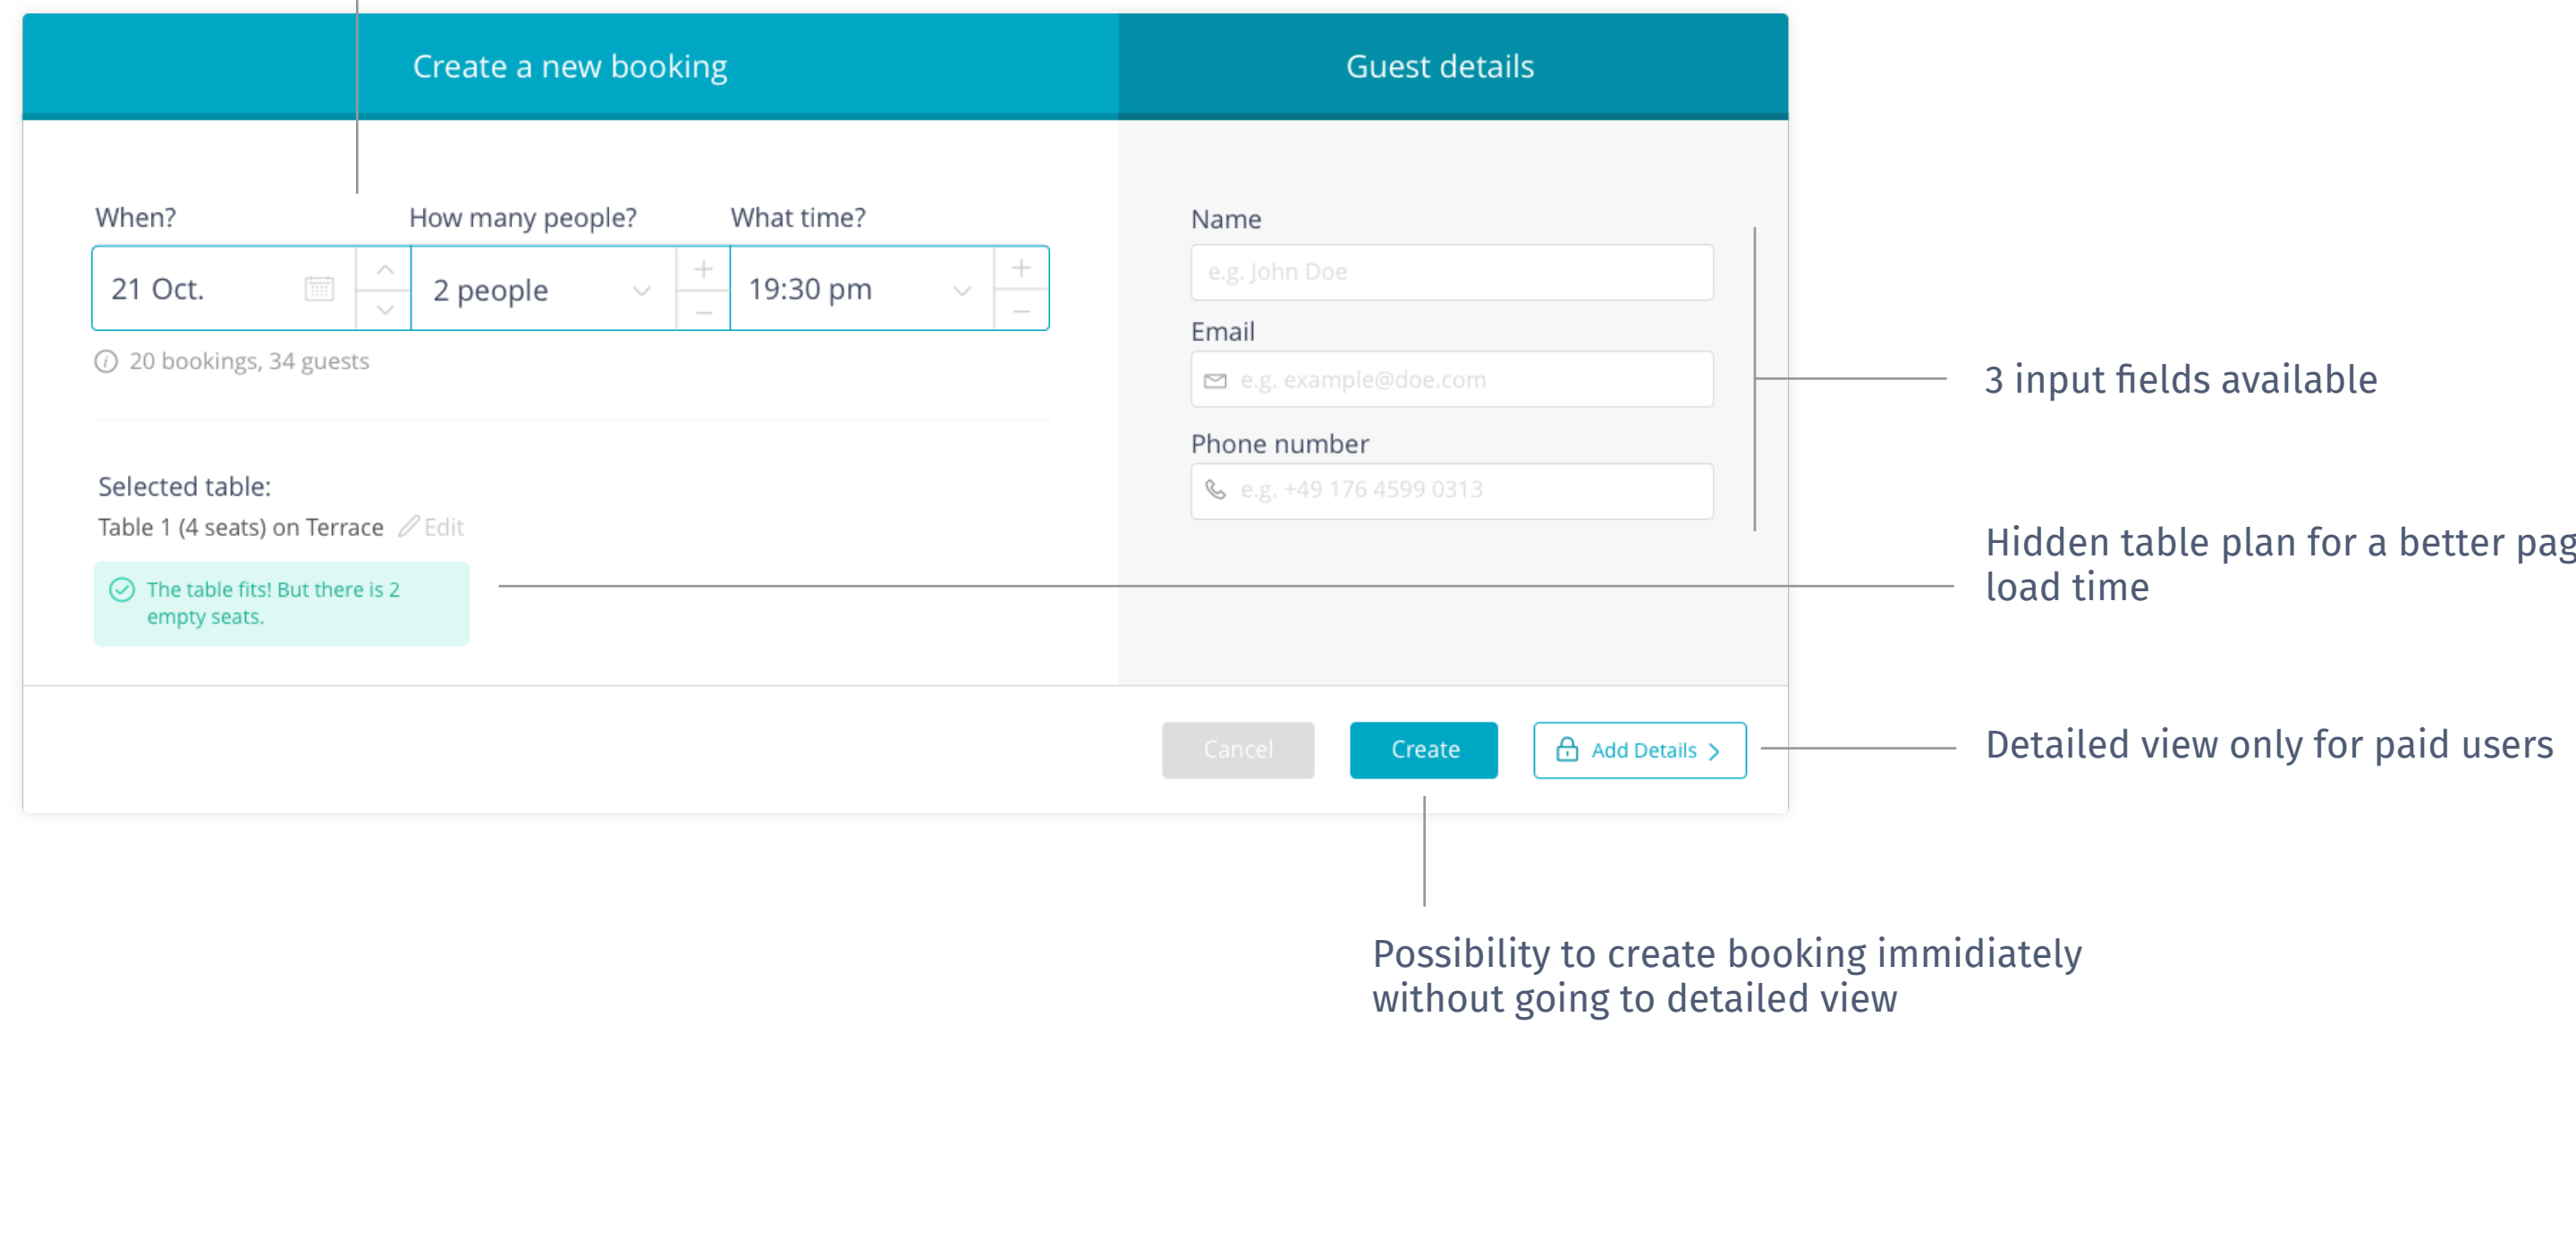 Create a new booking
Guest details
When?
How many people?
What time?
21 Oct.
2 people
19:30 pm
20 bookings, 34 guests
Selected table:
Table 1 (4 seats) on Terrace Edit
The table fits! But there is 2
empty seats.
Name
e.g. John Doe
Email
e.g. example@doe.com
Phone number
e.g. +49 176 4599 0313
Cancel
Create
Add Details
3 input fields available
Hidden table plan for a better pag
load time
Detailed view only for paid users
Possibility to create booking immidiately
without going to detailed view